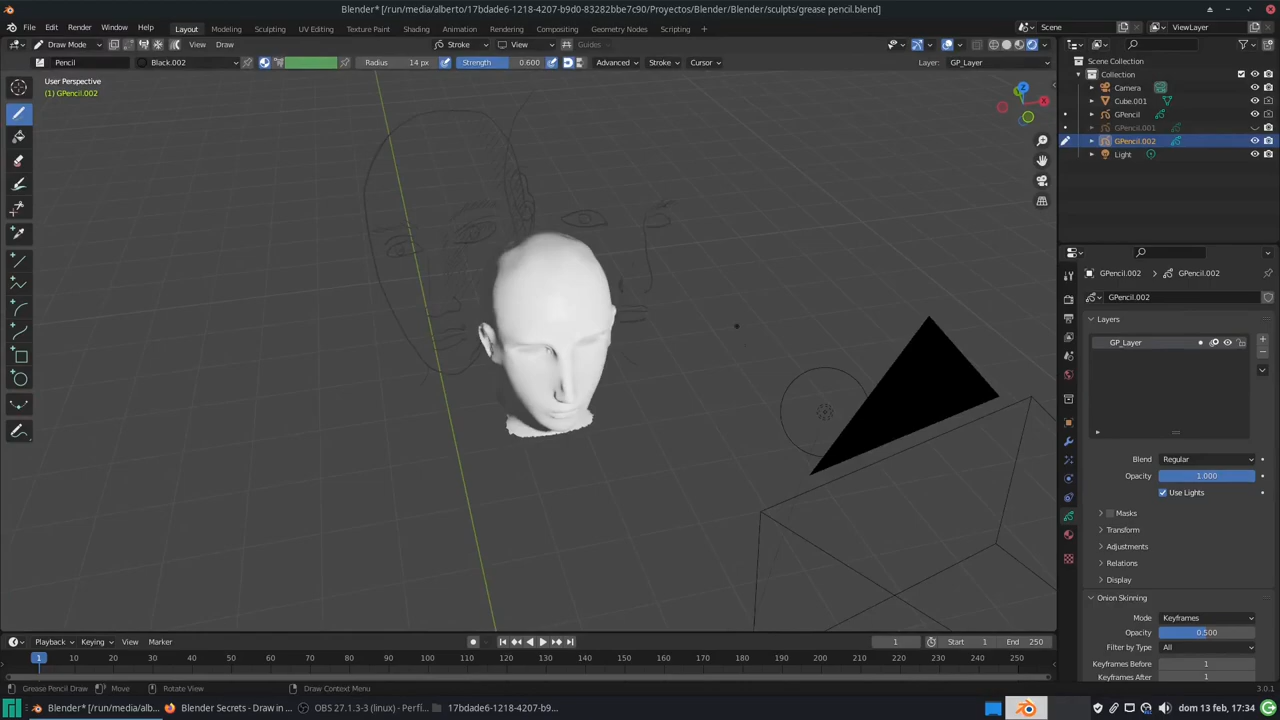 Blender* [/run/media/alberto/17bdade6-1218-4207-b9d0-83282bbe7c90/Proyectos/Blender/Blender/sculpts/grease pencil.blend]
File Edit Render Window Help Layout Modeling Sculpting UV Editing Texture Paint Shading Animation Rendering Compositing Geometry Nodes Scripting + Scene ViewLayer
Draw Mode View Draw Stroke View Guides
Pencil Black.002 Radius 14 px Strength 0.600 Advanced Stroke Cursor Layer: GP_Layer
User Perspective
(1) GPencil.002
Z
X
Scene Collection
Collection
Camera
Cube.001
GPencil
GPencil.001
GPencil.002
Light
GPencil.002 GPencil.002
GPencil.002
Layers
GP_Layer
Blend Regular
Opacity 1.000
Use Lights
Masks
Transform
Adjustments
Relations
Display
Onion Skinning
Mode Keyframes
Opacity 0.500
Filter by Type All
Keyframes Before 1
Keyframes After 1
Playback Keying View Marker 1 Start 1 End 250
1 10 20 30 40 50 60 70 80 90 100 110 120 130 140 150 160 170 180 190 200 210 220 230 240 250
Grease Pencil Draw Move Rotate View Draw Context Menu 3.0.1
Blender* [/run/media/alb... Blender Secrets - Draw in ... OBS 27.1.3-3 (linux) - Perfi... 17bdade6-1218-4207-b9... dom 13 feb, 17:34